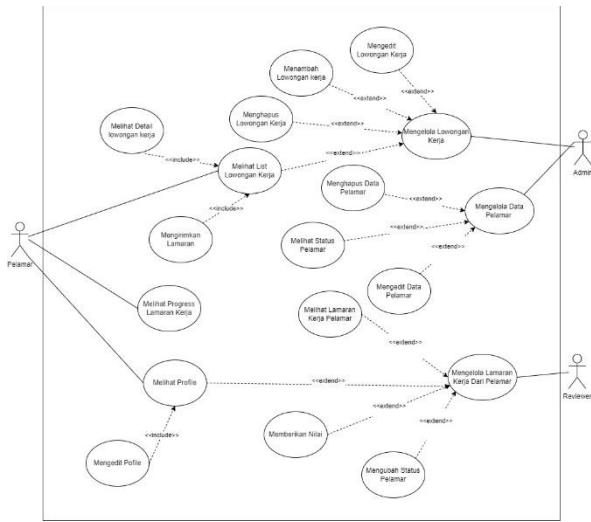 Mengedit
Lowongan Kerja
Menambah
Lowongan kerja
<<extend>>
<<extend>>
Menghapus
Lowongan Kerja
<<extend>>
Mengelola Lowongan
Kerja
Melihat Detail
lowongan kerja
<<include>>
Melihat List
Lowongan Kerja
<<extend>>
Admin
Menghapus Data
Pelamar
<<extend>>
Mengelola Data
Pelamar
<<include>>
Mengirimkan
Lamaran
Melihat Status
Pelamar
<<extend>>
<<extend>>
Pelamar
Mengedit Data
Pelamar
Melihat Progress
Lamaran Kerja
Melihat Lamaran
Kerja Pelamar
<<extend>>
Melihat Profile
<<extend>>
Mengelola Lamaran
Kerja Dari Pelamar
Reviewer
<<extend>>
Memberikan Nilai
<<include>>
<<extend>>
Mengedit Pofile
Mengubah Status
Pelamar